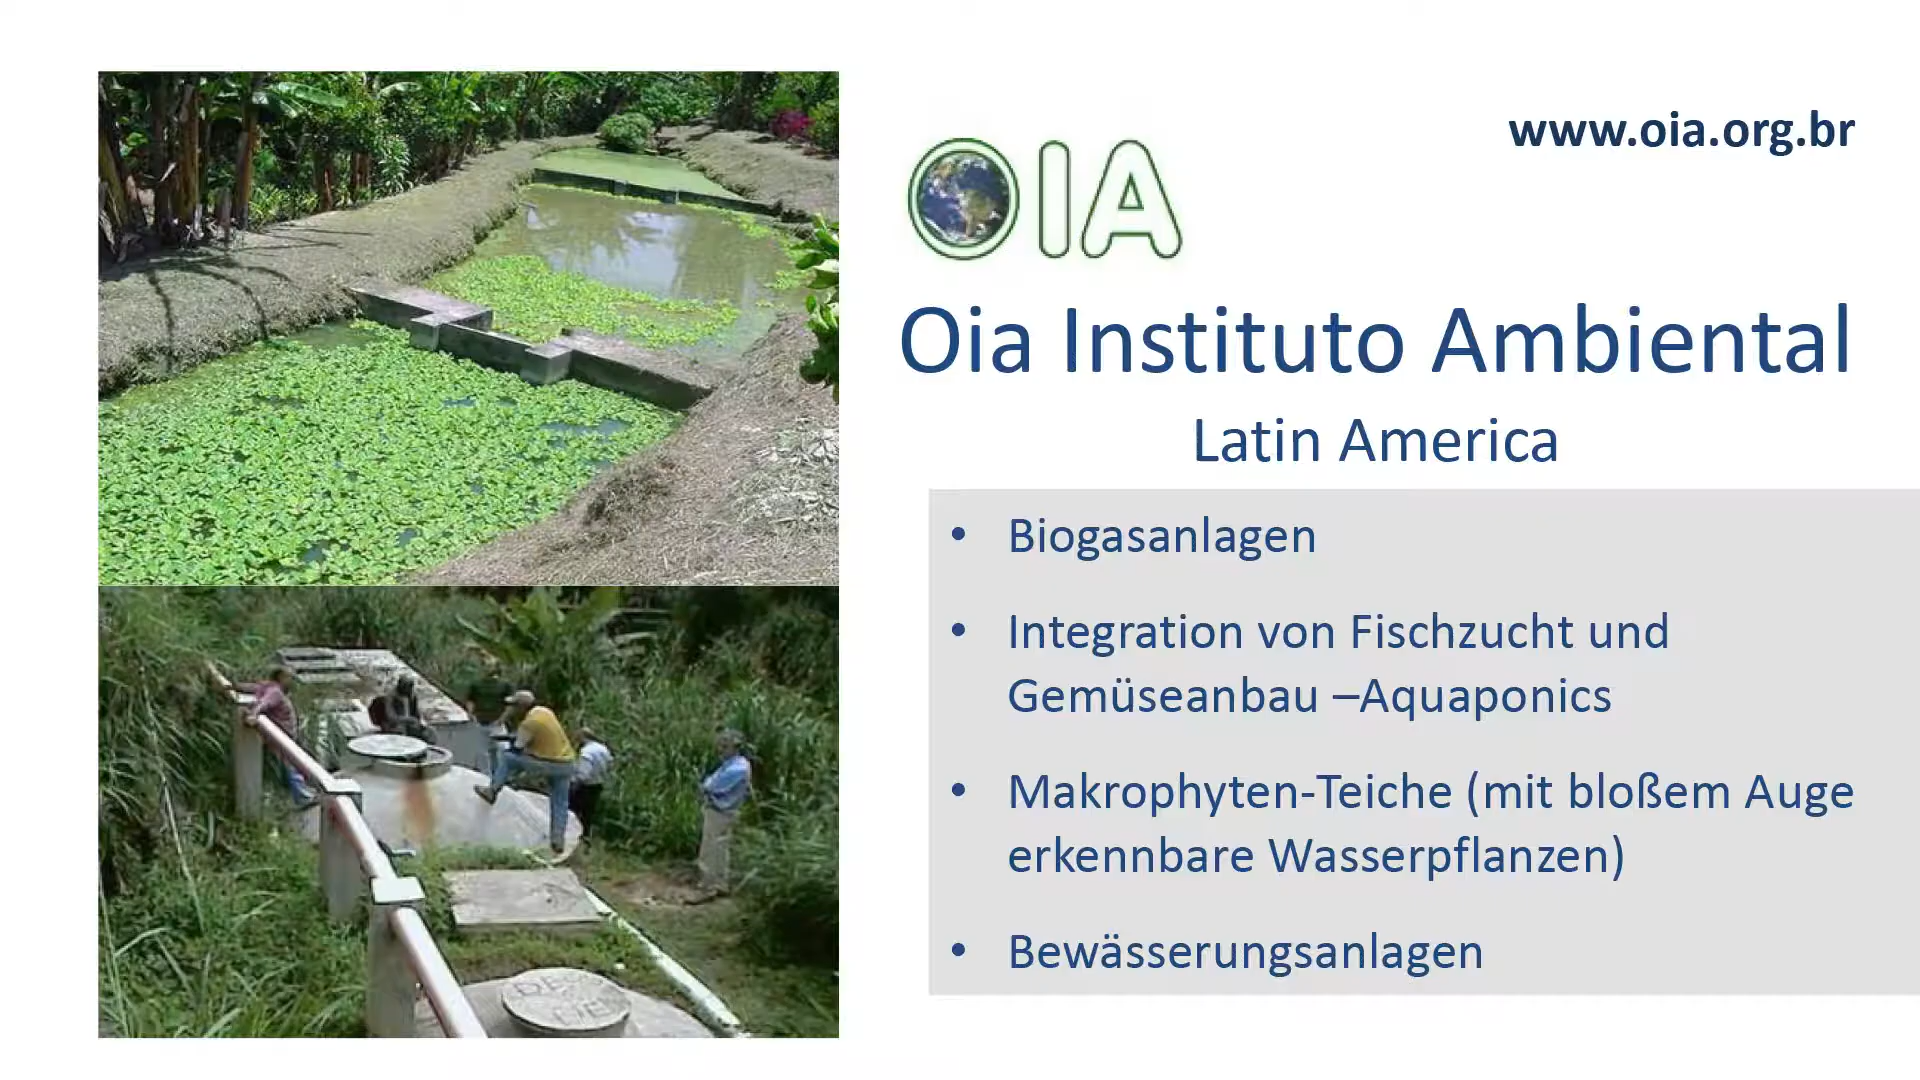 www.oia.org.br
OIA
Oia Instituto Ambiental
Latin America
• Biogasanlagen
• Integration von Fischzucht und
Gemüseanbau –Aquaponics
• Makrophyten-Teiche (mit bloßem Auge
erkennbare Wasserpflanzen)
• Bewässerungsanlagen